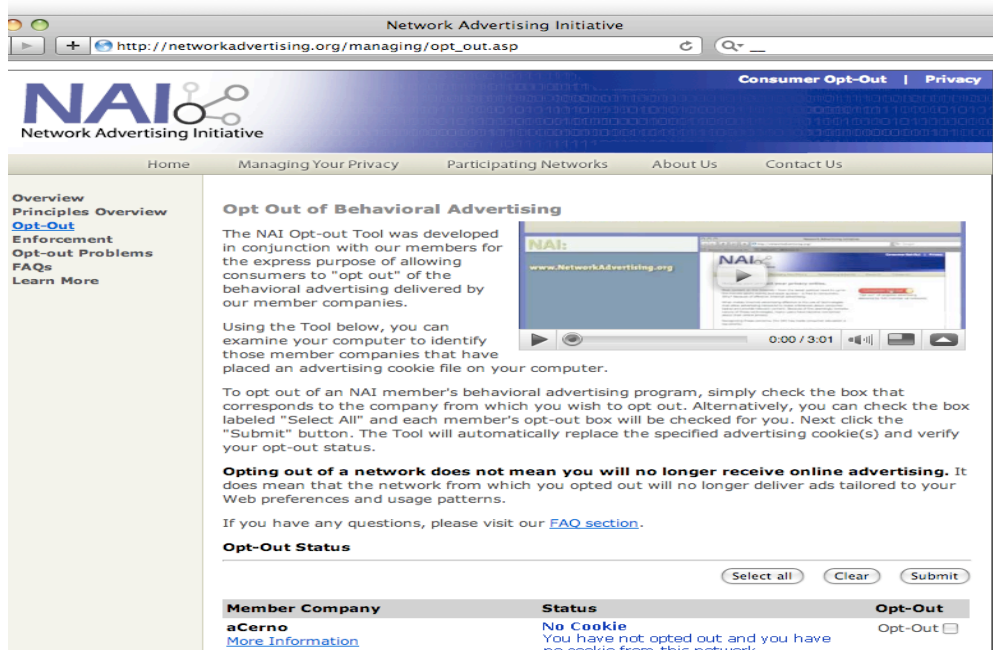 Network Advertising Initiative
http://networkadvertising.org/managing/opt_out.asp
Consumer Opt-Out | Privacy
NAI
Network Advertising Initiative
Home Managing Your Privacy Participating Networks About Us Contact Us
Overview
Principles Overview
Opt-Out
Enforcement
Opt-out Problems
FAQs
Learn More
Opt Out of Behavioral Advertising
The NAI Opt-out Tool was developed
in conjunction with our members for
the express purpose of allowing
consumers to "opt out" of the
behavioral advertising delivered by
our member companies.
NAI:
www.NetworkAdvertising.org
NAI
0:00 / 3:01
Using the Tool below, you can
examine your computer to identify
those member companies that have
placed an advertising cookie file on your computer.
To opt out of an NAI member's behavioral advertising program, simply check the box that
corresponds to the company from which you wish to opt out. Alternatively, you can check the box
labeled "Select All" and each member's opt-out box will be checked for you. Next click the
"Submit" button. The Tool will automatically replace the specified advertising cookie(s) and verify
your opt-out status.
Opting out of a network does not mean you will no longer receive online advertising. It
does mean that the network from which you opted out will no longer deliver ads tailored to your
Web preferences and usage patterns.
If you have any questions, please visit our FAQ section.
Opt-Out Status
Select all Clear Submit
Member Company Status Opt-Out
aCerno No Cookie Opt-Out
More Information You have not opted out and you have
no cookie from this network